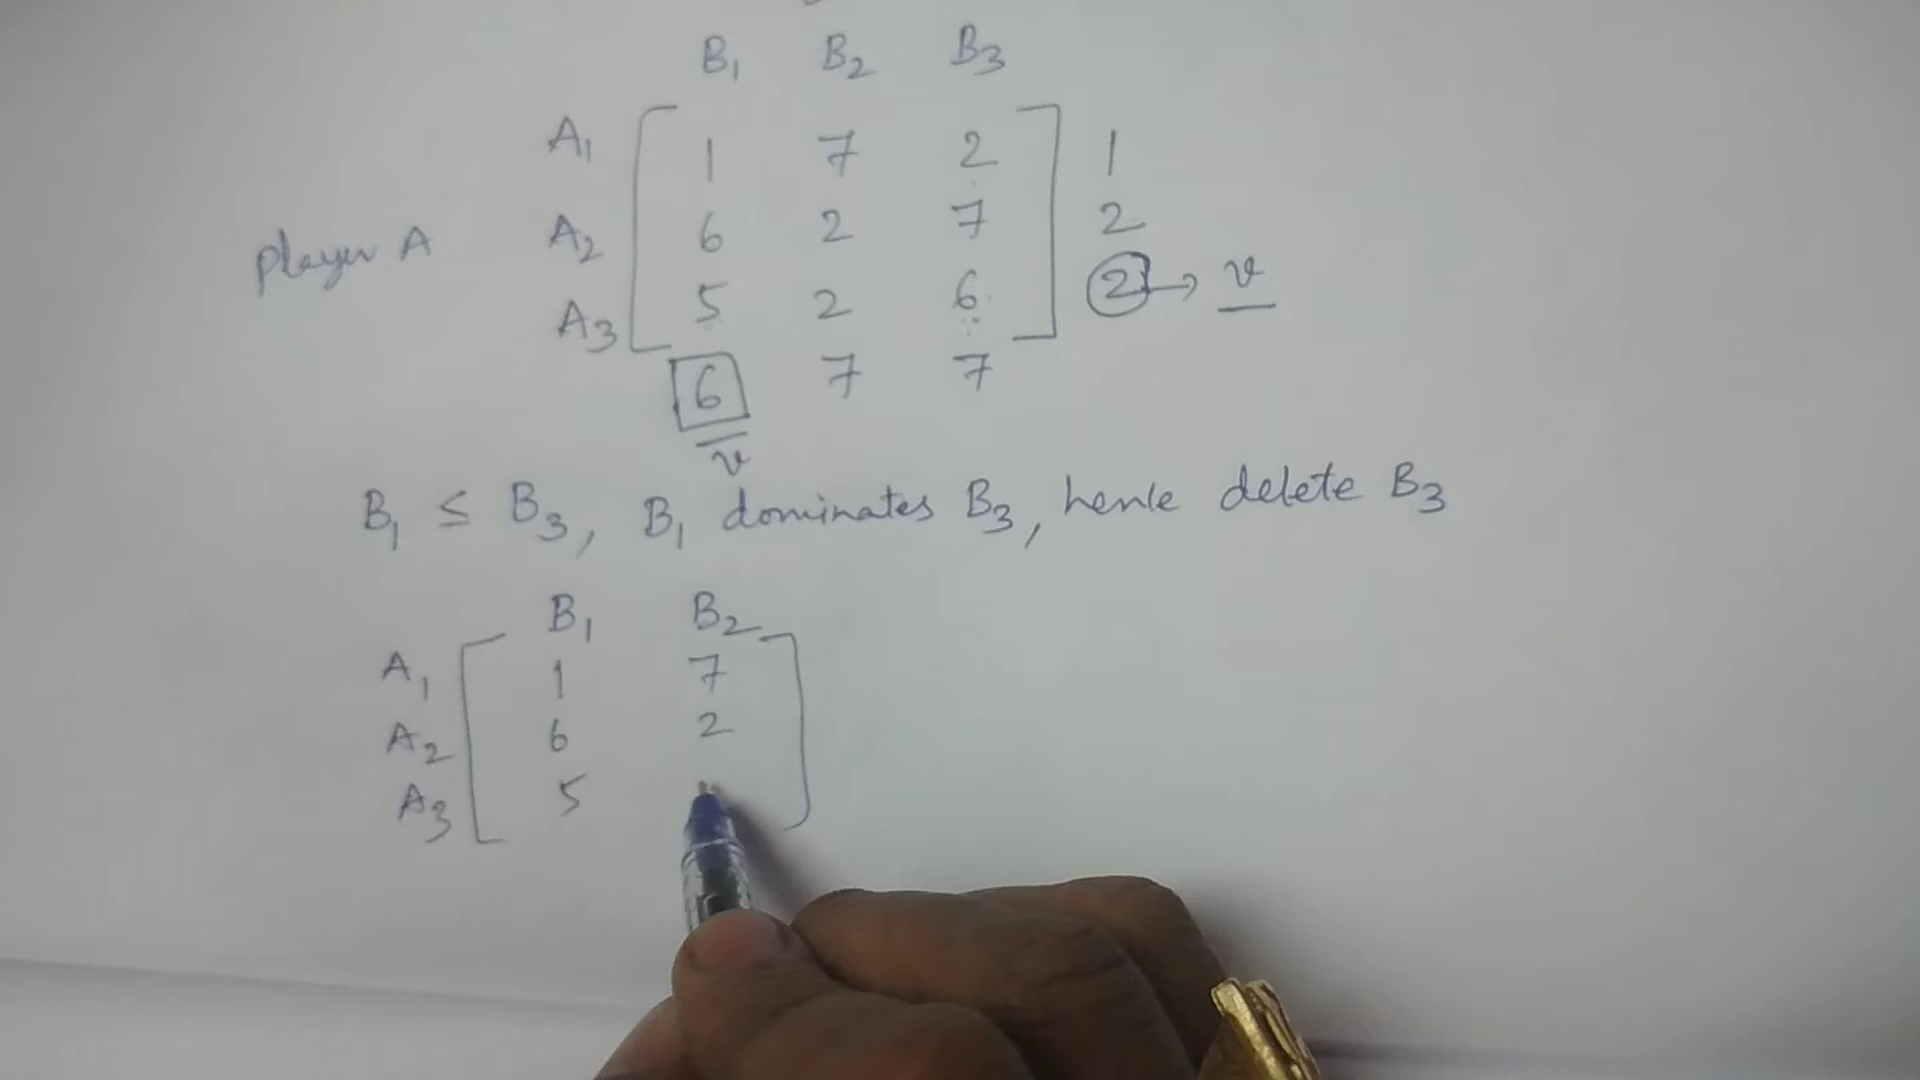 B₁ B₂ B₃
A₁ 1 7 2 1
Player A A₂ 6 2 7 2
A₃ 5 2 6 2 → v
6 7 7
v
B₁ ≤ B₃, B₁ dominates B₃, hence delete B₃
B₁ B₂
A₁ 1 7
A₂ 6 2
A₃ 5